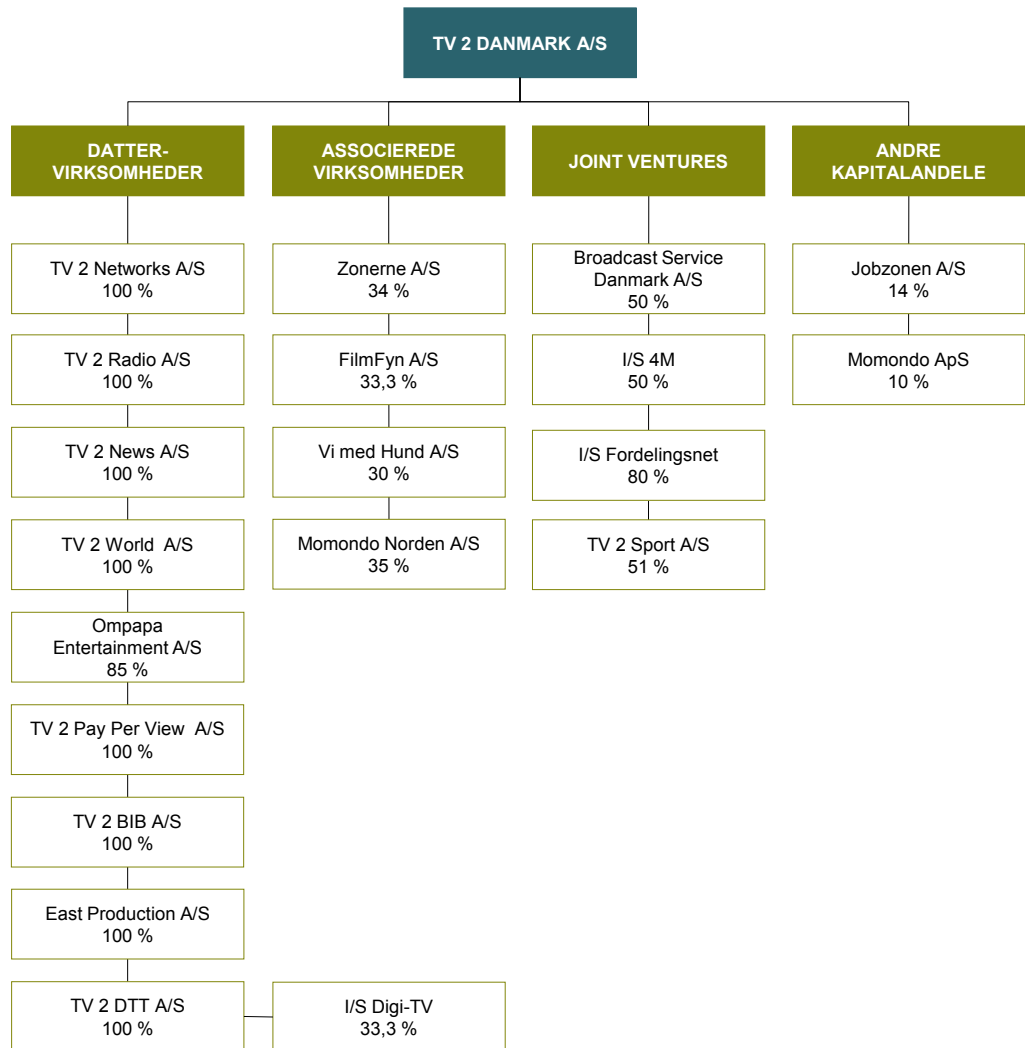 TV 2 DANMARK A/S
DATTER-
VIRKSOMHEDER
ASSOCIEREDE
VIRKSOMHEDER
JOINT VENTURES
ANDRE
KAPITALANDELE
TV 2 Networks A/S
100 %
TV 2 Radio A/S
100 %
TV 2 News A/S
100 %
TV 2 World A/S
100 %
Ompapa
Entertainment A/S
85 %
TV 2 Pay Per View A/S
100 %
TV 2 BIB A/S
100 %
East Production A/S
100 %
TV 2 DTT A/S
100 %
Zonerne A/S
34 %
FilmFyn A/S
33,3 %
Vi med Hund A/S
30 %
Momondo Norden A/S
35 %
I/S Digi-TV
33,3 %
Broadcast Service
Danmark A/S
50 %
I/S 4M
50 %
I/S Fordelingsnet
80 %
TV 2 Sport A/S
51 %
Jobzonen A/S
14 %
Momondo ApS
10 %